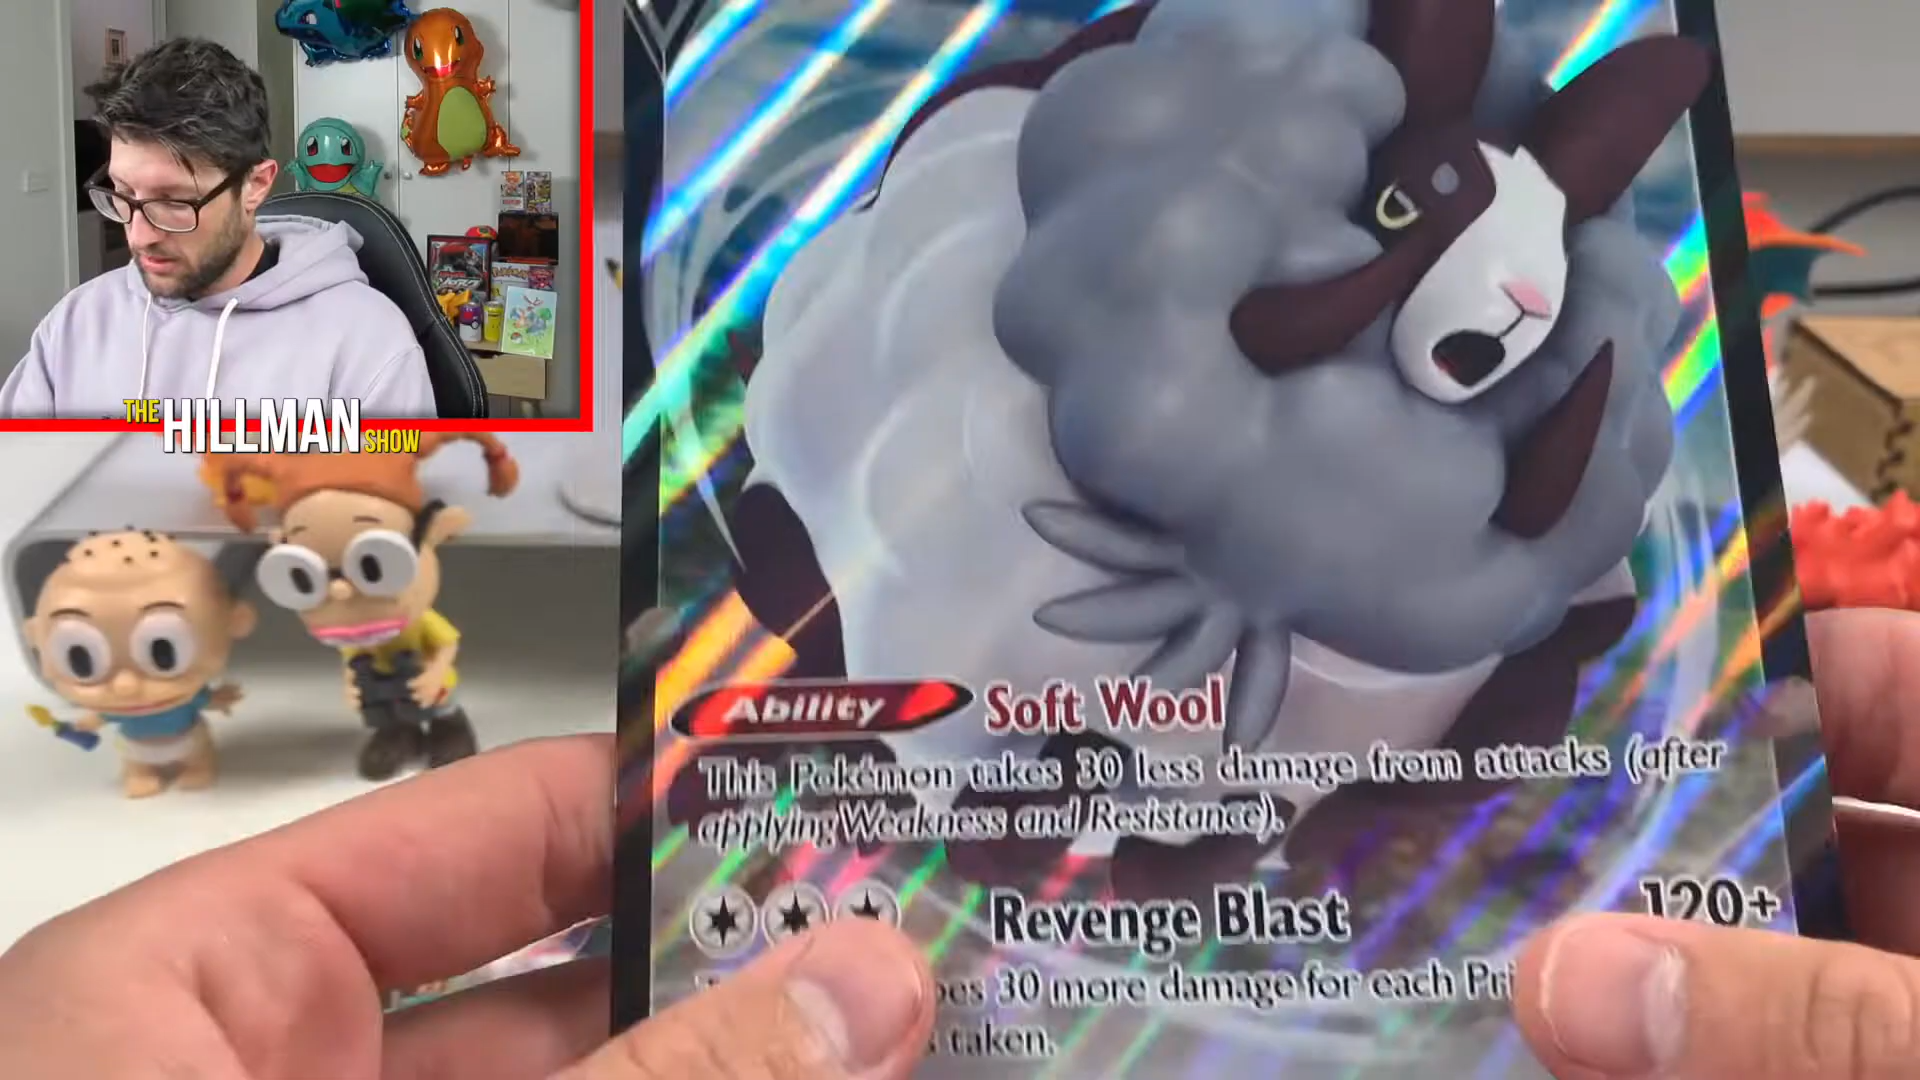 THE HILLMAN SHOW
Ability Soft Wool
This Pokémon takes 30 less damage from attacks (after
applying Weakness and Resistance).
Revenge Blast 120+
30 more damage for each
taken.